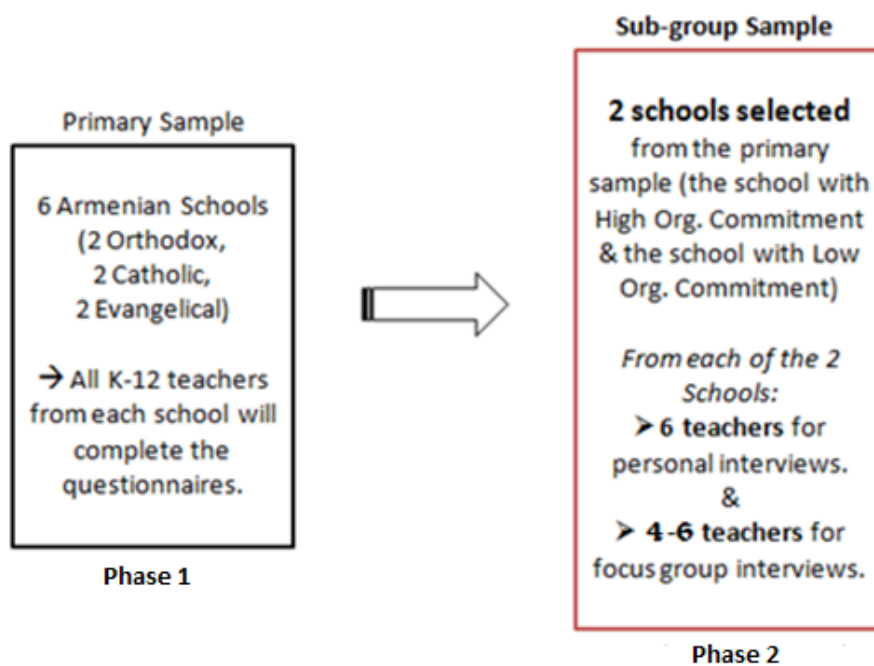 Primary Sample
6 Armenian Schools
(2 Orthodox,
2 Catholic,
2 Evangelical)
→ All K-12 teachers
from each school will
complete the
questionnaires.
Phase 1
Sub-group Sample
2 schools selected
from the primary
sample (the school with
High Org. Commitment
& the school with Low
Org. Commitment)
From each of the 2
Schools:
➤ 6 teachers for
personal interviews.
&
➤ 4-6 teachers for
focus group interviews.
Phase 2